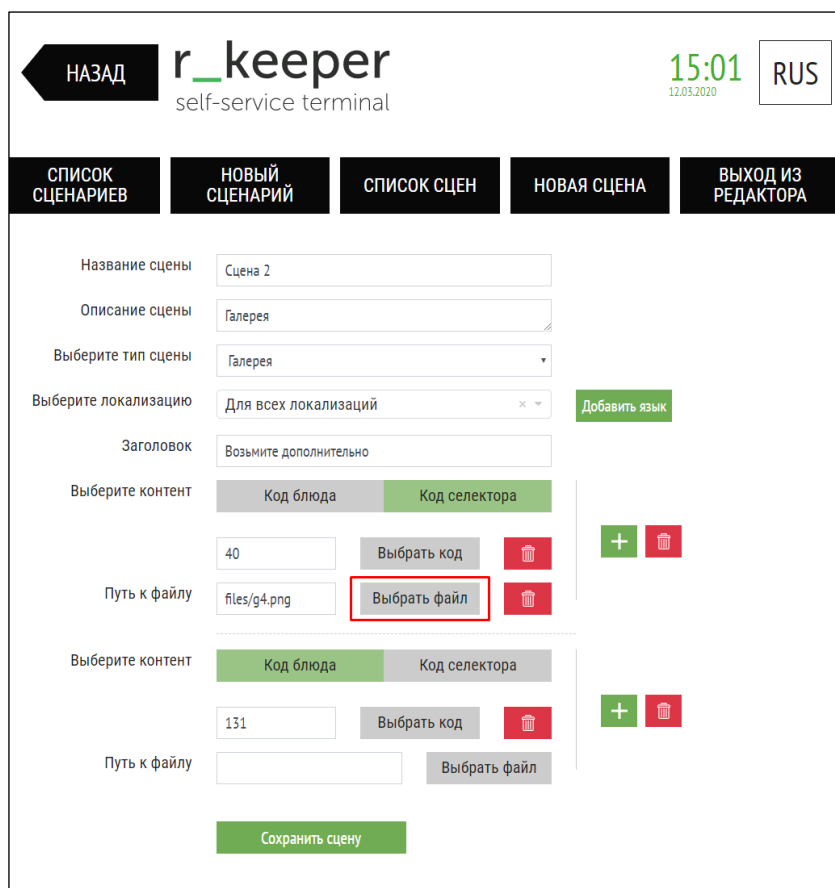 НАЗАД
r_keeper
self-service terminal
15:01
12.03.2020
RUS
СПИСОК СЦЕНАРИЕВ
НОВЫЙ СЦЕНАРИЙ
СПИСОК СЦЕН
НОВАЯ СЦЕНА
ВЫХОД ИЗ РЕДАКТОРА
Название сцены
Сцена 2
Описание сцены
Галерея
Выберите тип сцены
Галерея
Выберите локализацию
Для всех локализаций
Добавить язык
Заголовок
Возьмите дополнительно
Выберите контент
Код блюда
Код селектора
40
Выбрать код
Путь к файлу
files/g4.png
Выбрать файл
Выберите контент
Код блюда
Код селектора
131
Выбрать код
Путь к файлу
Выбрать файл
Сохранить сцену